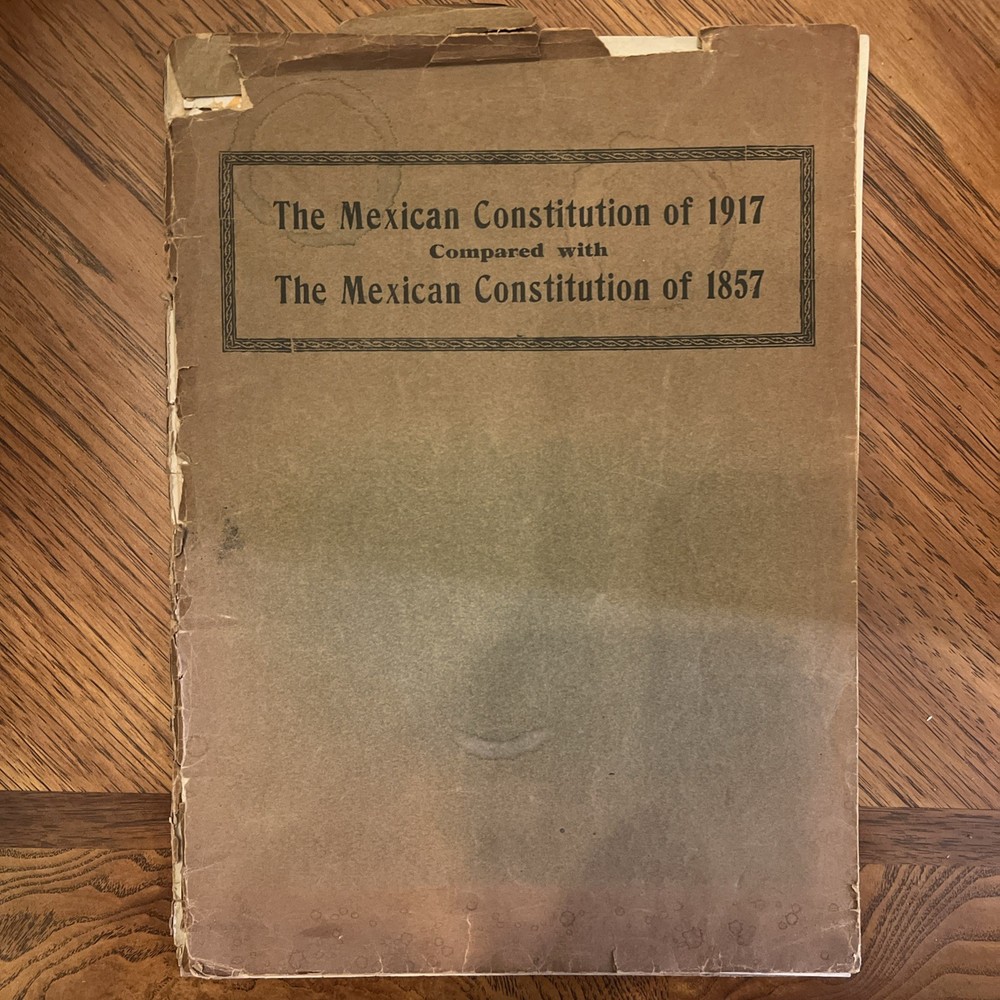 The Mexican Constitution of 1917
Compared with
The Mexican Constitution of 1857